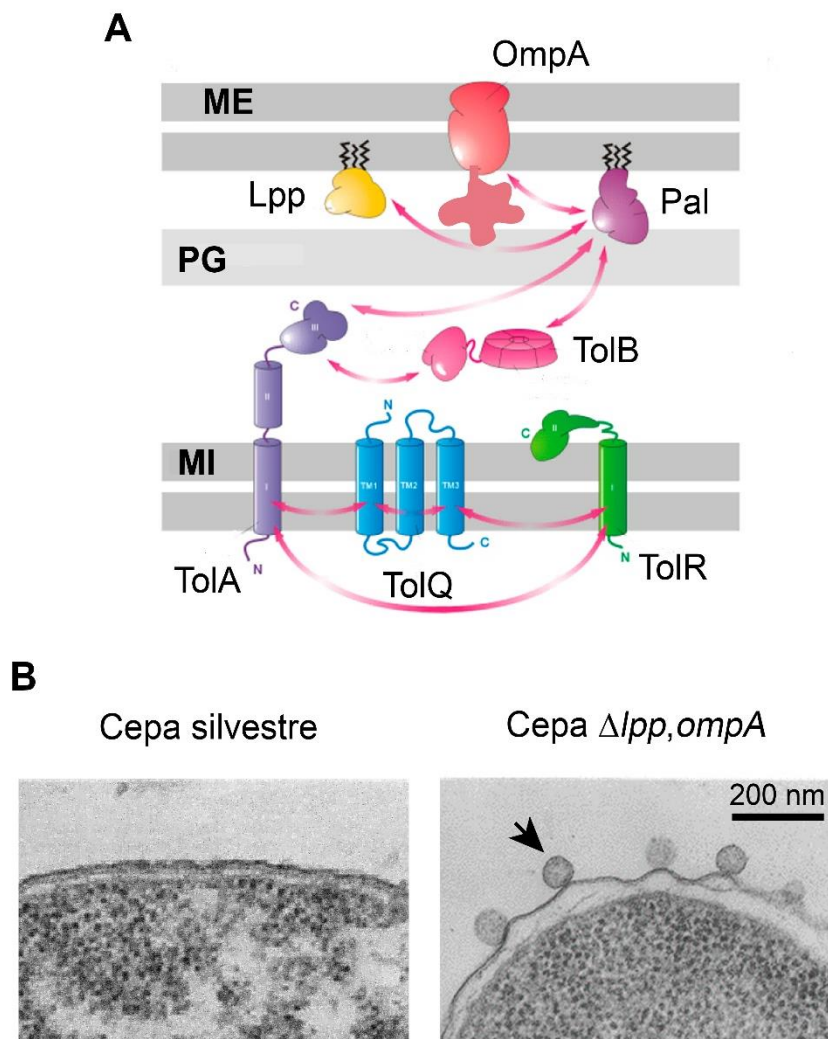 A
OmpA
ME
Lpp
Pal
PG
C
III
TolB
II
N
C
II
MI
I
TM1
TM2
TM3
I
C
N
N
TolA
TolQ
TolR
B
Cepa silvestre
Cepa Δlpp,ompA
200 nm